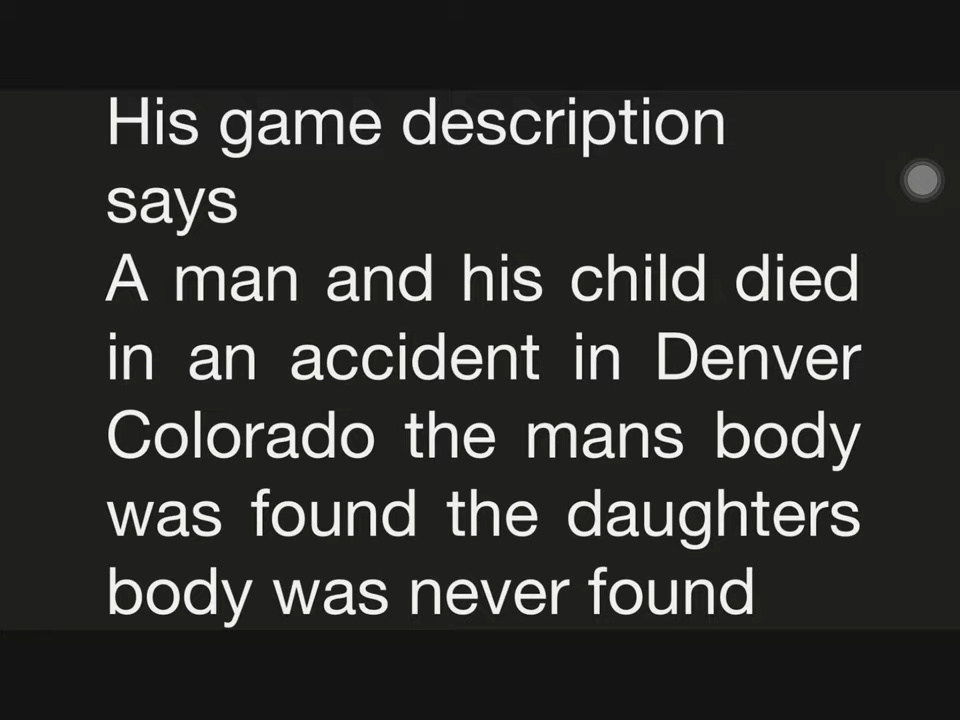 His game description
says
A man and his child died
in an accident in Denver
Colorado the mans body
was found the daughters
body was never found